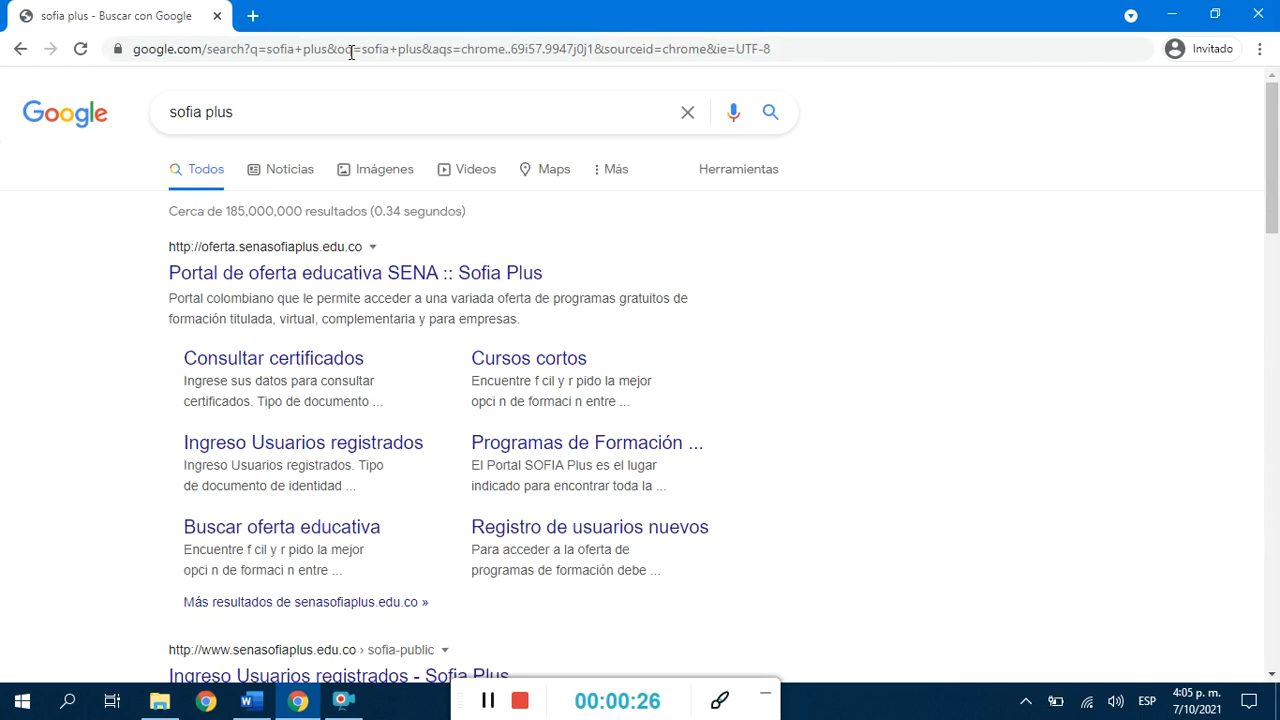 sofia plus - Buscar con Google
google.com/search?q=sofia+plus&oq=sofia+plus&aqs=chrome..69i57.9947j0j1&sourceid=chrome&ie=UTF-8
Invitado
Google
sofia plus
Todos
Noticias
Imágenes
Videos
Maps
Más
Herramientas
Cerca de 185,000,000 resultados (0.34 segundos)
http://oferta.senasofiaplus.edu.co
Portal de oferta educativa SENA :: Sofia Plus
Portal colombiano que le permite acceder a una variada oferta de programas gratuitos de
formación titulada, virtual, complementaria y para empresas.
Consultar certificados
Ingrese sus datos para consultar
certificados. Tipo de documento ...
Cursos cortos
Encuentre f cil y r pido la mejor
opci n de formaci n entre ...
Ingreso Usuarios registrados
Ingreso Usuarios registrados. Tipo
de documento de identidad ...
Programas de Formación ...
El Portal SOFIA Plus es el lugar
indicado para encontrar toda la ...
Buscar oferta educativa
Encuentre f cil y r pido la mejor
opci n de formaci n entre ...
Registro de usuarios nuevos
Para acceder a la oferta de
programas de formación debe ...
Más resultados de senasofiaplus.edu.co »
http://www.senasofiaplus.edu.co › sofia-public
Ingreso Usuarios registrados - Sofia Plus
00:00:26
ESP
4:05 p. m.
7/10/2021